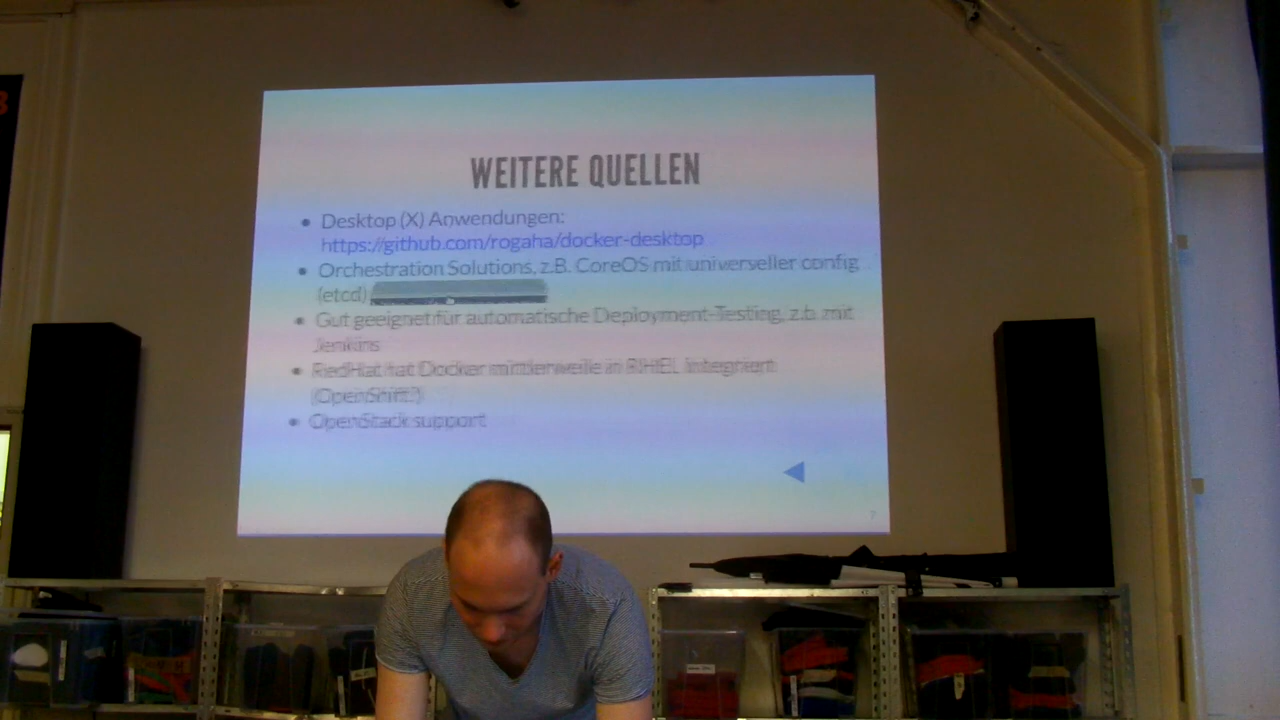 WEITERE QUELLEN
Desktop (X) Anwendungen:
https://github.com/rogaha/docker-desktop
Orchestration Solutions, z.B. CoreOS mit universeller config
(etcd)
Gut geeignet für automatische Deployment-Testing, z.b. mit
Jenkins
RedHat hat Docker mittlerweile in RHEL integriert
(OpenShift?)
OpenStack support
7